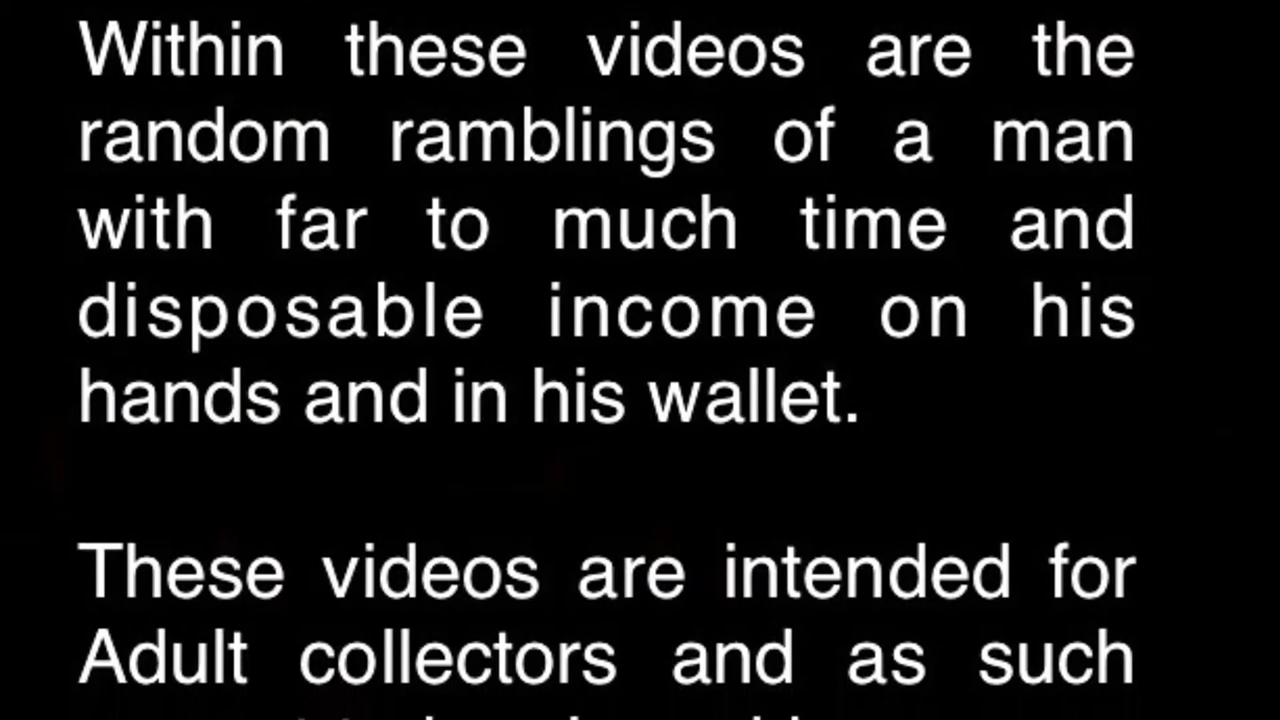 Within these videos are the
random ramblings of a man
with far to much time and
disposable income on his
hands and in his wallet.
These videos are intended for
Adult collectors and as such